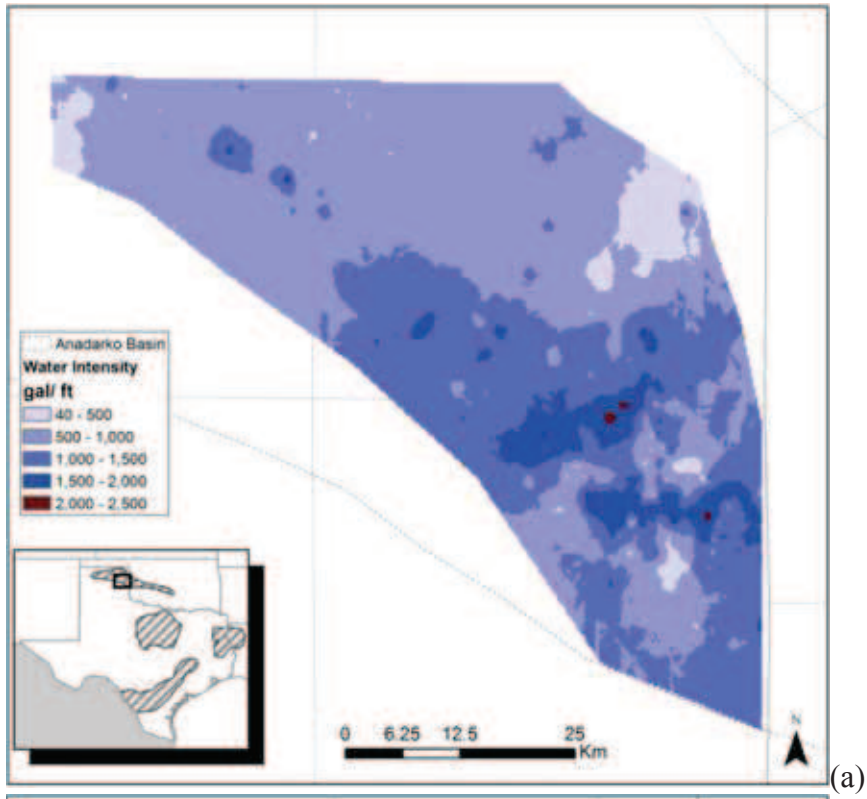 Anadarko Basin
Water Intensity
gal/ ft
40 - 500
500 - 1,000
1,000 - 1,500
1,500 - 2,000
2,000 - 2,500
0 6.25 12.5 25
Km
N
(a)